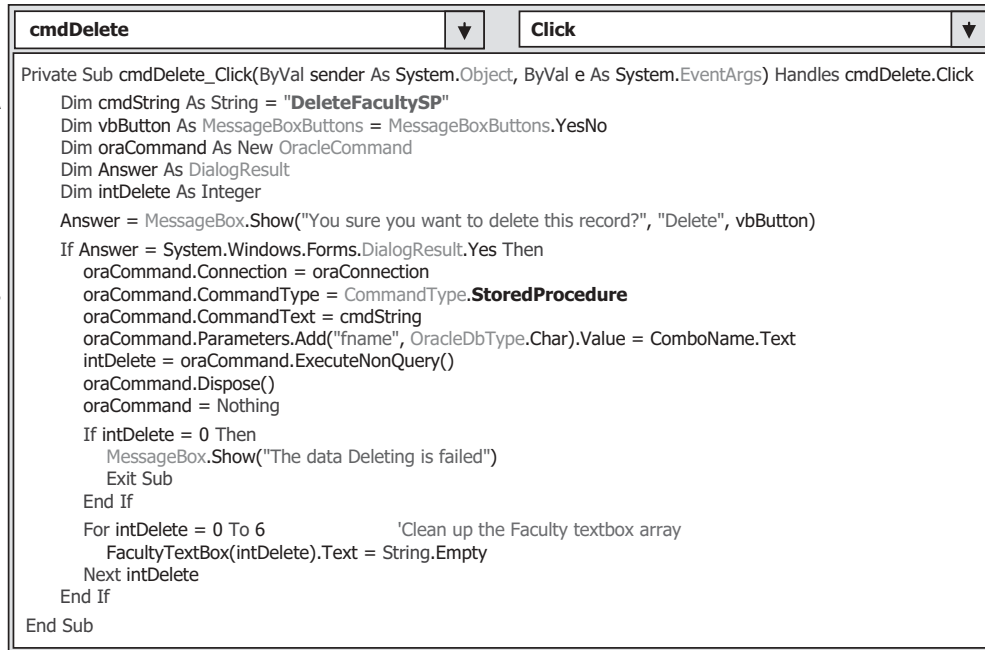 cmdDelete Click
Private Sub cmdDelete_Click(ByVal sender As System.Object, ByVal e As System.EventArgs) Handles cmdDelete.Click
Dim cmdString As String = "DeleteFacultySP"
Dim vbButton As MessageBoxButtons = MessageBoxButtons.YesNo
Dim oraCommand As New OracleCommand
Dim Answer As DialogResult
Dim intDelete As Integer
Answer = MessageBox.Show("You sure you want to delete this record?", "Delete", vbButton)
If Answer = System.Windows.Forms.DialogResult.Yes Then
oraCommand.Connection = oraConnection
oraCommand.CommandType = CommandType.StoredProcedure
oraCommand.CommandText = cmdString
oraCommand.Parameters.Add("fname", OracleDbType.Char).Value = ComboName.Text
intDelete = oraCommand.ExecuteNonQuery()
oraCommand.Dispose()
oraCommand = Nothing
If intDelete = 0 Then
MessageBox.Show("The data Deleting is failed")
Exit Sub
End If
For intDelete = 0 To 6 'Clean up the Faculty textbox array
FacultyTextBox(intDelete).Text = String.Empty
Next intDelete
End If
End Sub